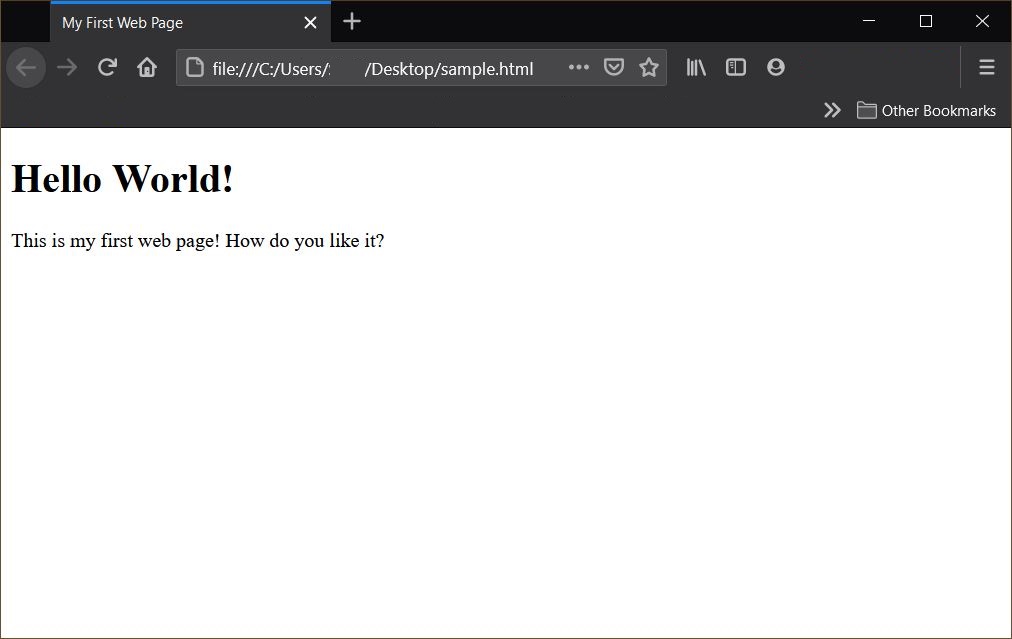 My First Web Page
file:///C:/Users/ /Desktop/sample.html
Other Bookmarks
Hello World!
This is my first web page! How do you like it?